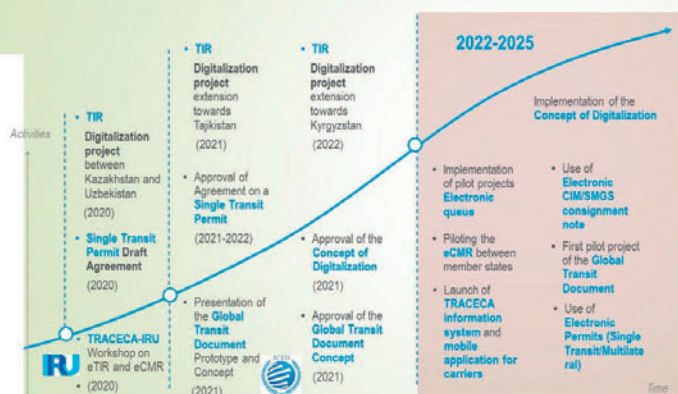 Activities
• TIR
Digitalization
project
between
Kazakhstan and
Uzbekistan
(2020)
• Single Transit
Permit Draft
Agreement
(2020)
• TRACECA-IRU
Workshop on
eTIR and eCMR
• (2020)
IRU
• TIR
Digitalization
project
extension
towards
Tajikistan
(2021)
• Approval of
Agreement on a
Single Transit
Permit
(2021-2022)
• Presentation of
the Global
Transit
Document
Prototype and
Concept
(2021)
• TIR
Digitalization
project
extension
towards
Kyrgyzstan
(2022)
• Approval of the
Concept of
Digitalization
(2021)
• Approval of the
Global Transit
Document
Concept
(2021)
2022-2025
Implementation of the
Concept of Digitalization
• Implementation
of pilot projects
Electronic
queue
• Piloting the
eCMR between
member states
• Launch of
TRACECA
information
system and
mobile
application for
carriers
• Use of
Electronic
CIM/SMGS
consignment
note
• First pilot project
of the Global
Transit
Document
• Use of
Electronic
Permits (Single
Transit/Multilate
ral)
Time